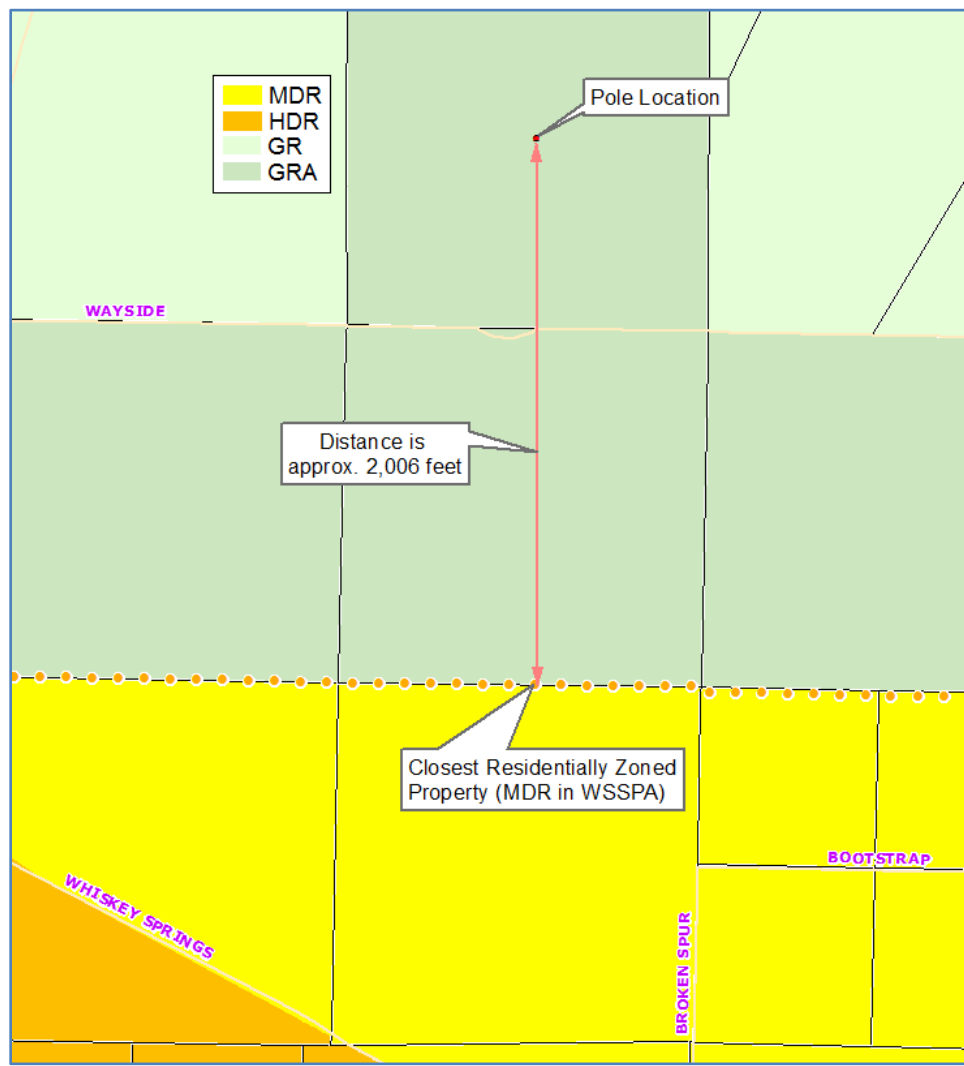 MDR
HDR
GR
GRA
Pole Location
WAYSIDE
Distance is
approx. 2,006 feet
Closest Residentially Zoned
Property (MDR in WSSPA)
BOOTSTRAP
WHISKEY SPRINGS
BROKEN SPUR